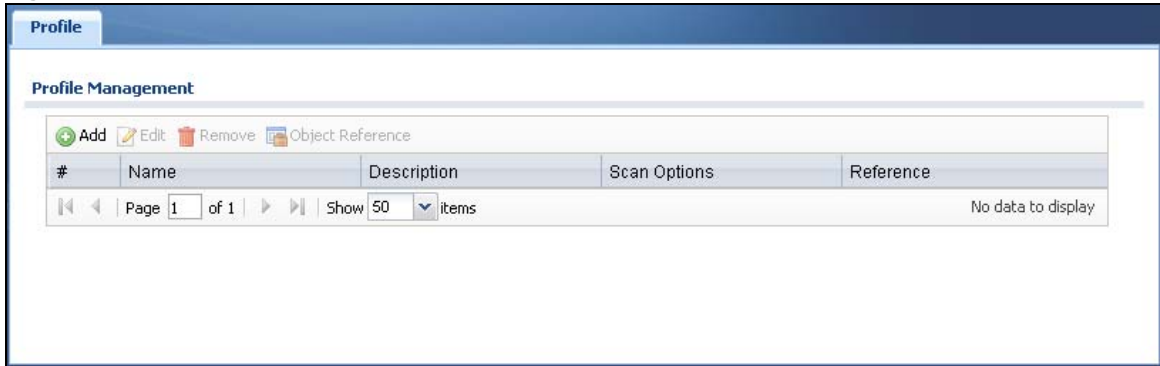 Profile
Profile Management
Add Edit Remove Object Reference
# Name Description Scan Options Reference
Page 1 of 1 Show 50 items No data to display